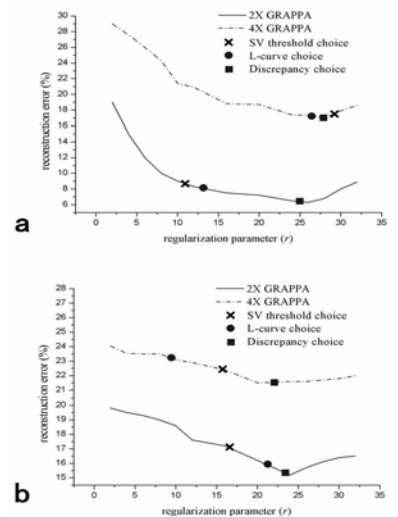 2X GRAPPA
4X GRAPPA
SV threshold choice
L-curve choice
Discrepancy choice
30
28
26
24
22
20
18
16
14
12
10
8
6
reconstruction error (%)
0 5 10 15 20 25 30 35
regularization parameter (r)
a
2X GRAPPA
4X GRAPPA
SV threshold choice
L-curve choice
Discrepancy choice
28
27
26
25
24
23
22
21
20
19
18
17
16
15
reconstruction error (%)
0 5 10 15 20 25 30 35
regularization parameter (r)
b